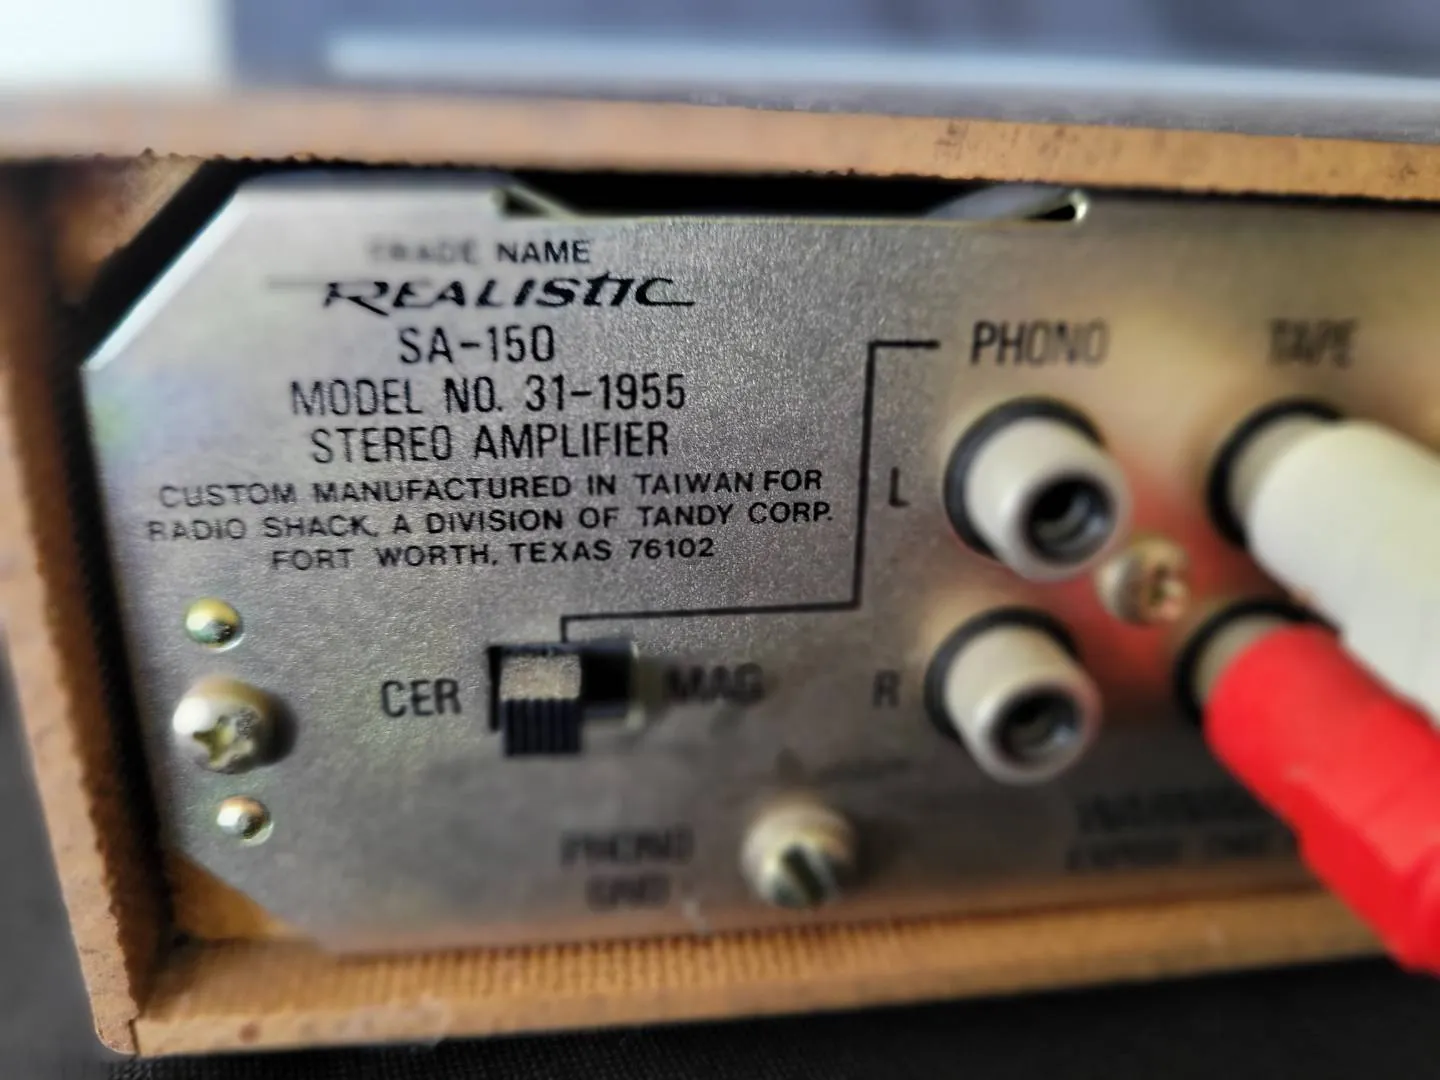 TRADE NAME
REALISTIC
SA-150
MODEL NO. 31-1955
STEREO AMPLIFIER
CUSTOM MANUFACTURED IN TAIWAN FOR
RADIO SHACK, A DIVISION OF TANDY CORP.
FORT WORTH, TEXAS 76102
PHONO TAPE
L
R
CER MAG
PHONO
GND